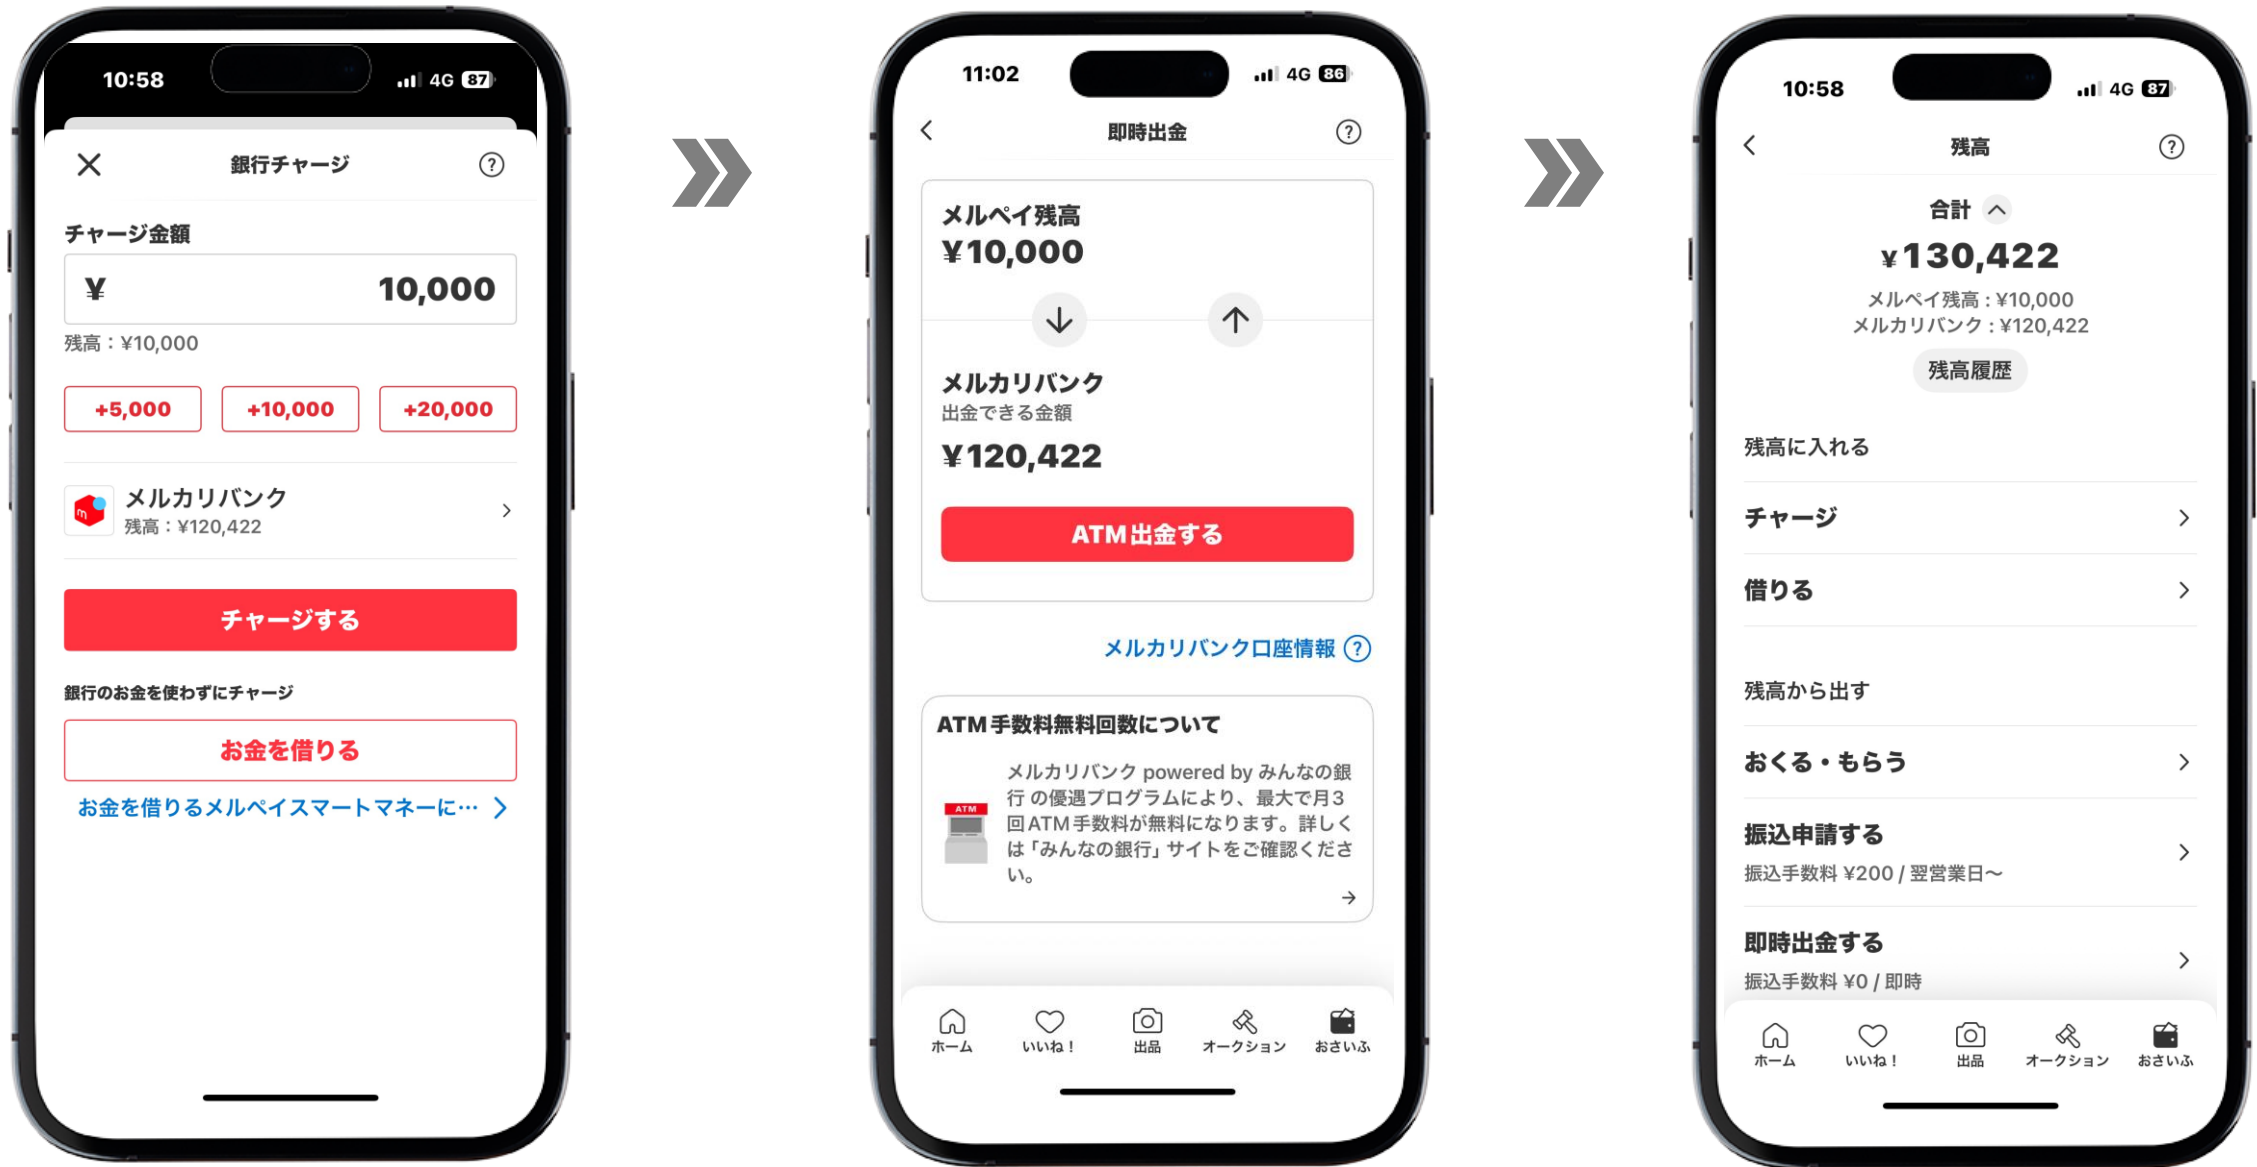 10:58
4G 87
銀行チャージ
チャージ金額
¥ 10,000
残高：¥10,000
+5,000 +10,000 +20,000
メルカリバンク
残高：¥120,422
チャージする
銀行のお金を使わずにチャージ
お金を借りる
お金を借りるメルペイスマートマネーに…
11:02
4G 86
即時出金
メルペイ残高
¥10,000
メルカリバンク
出金できる金額
¥120,422
ATM出金する
メルカリバンク口座情報
ATM手数料無料回数について
ATM
メルカリバンク powered by みんなの銀
行 の優遇プログラムにより、最大で月3
回ATM手数料が無料になります。詳しく
は「みんなの銀行」サイトをご確認くださ
い。
ホーム いいね！ 出品 オークション おさいふ
10:58
4G 87
残高
合計
¥130,422
メルペイ残高：¥10,000
メルカリバンク：¥120,422
残高履歴
残高に入れる
チャージ
借りる
残高から出す
おくる・もらう
振込申請する
振込手数料 ¥200 / 翌営業日〜
即時出金する
振込手数料 ¥0 / 即時
ホーム いいね！ 出品 オークション おさいふ